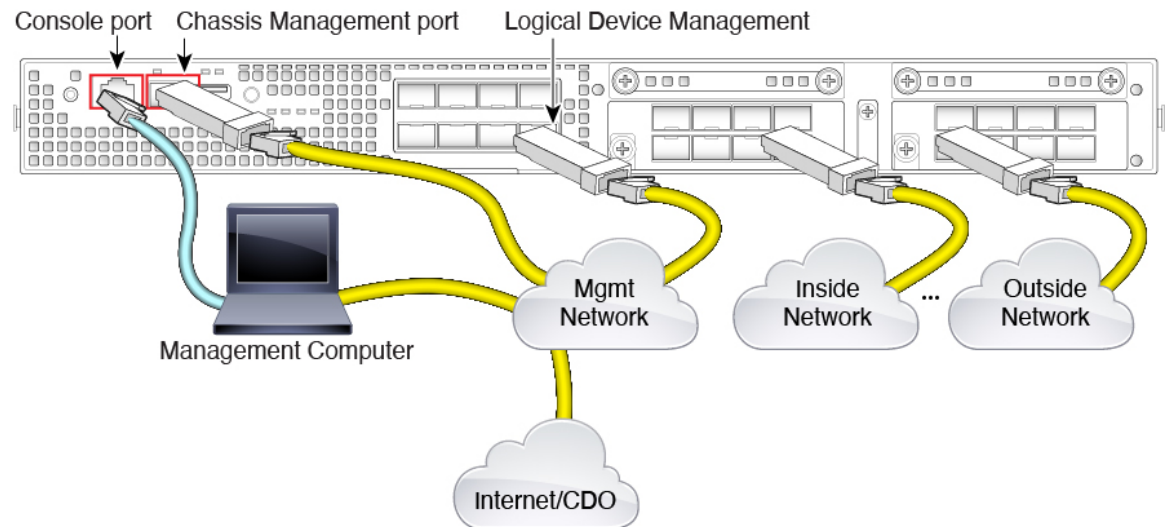 Console port
Chassis Management port
Logical Device Management
Mgmt
Network
Inside
Network
...
Outside
Network
Management Computer
Internet/CDO